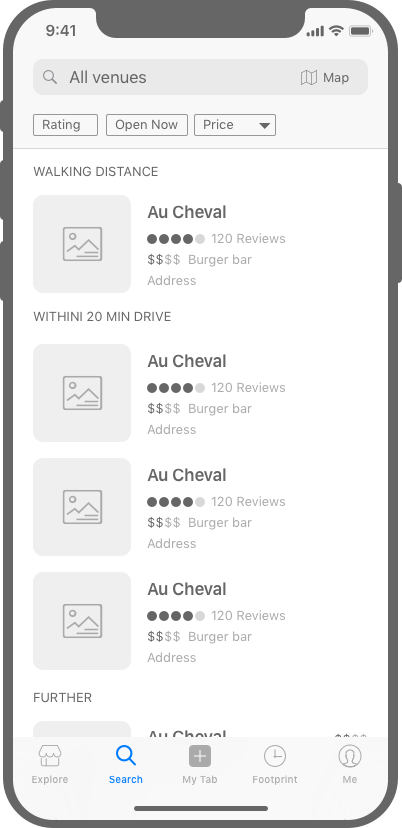 9:41
All venues Map
Rating Open Now Price
WALKING DISTANCE
Au Cheval
120 Reviews
$$$$ Burger bar
Address
WITHINI 20 MIN DRIVE
Au Cheval
120 Reviews
$$$$ Burger bar
Address
Au Cheval
120 Reviews
$$$$ Burger bar
Address
Au Cheval
120 Reviews
$$$$ Burger bar
Address
FURTHER
Au Cheval $$$$
Explore Search My Tab Footprint Me